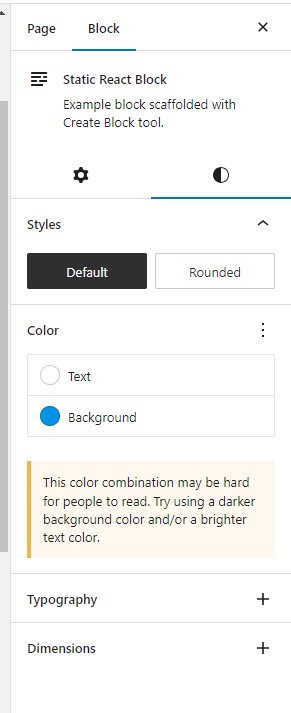 Page Block
Static React Block
Example block scaffolded with
Create Block tool.
Styles
Default Rounded
Color
Text
Background
This color combination may be hard
for people to read. Try using a darker
background color and/or a brighter
text color.
Typography
Dimensions